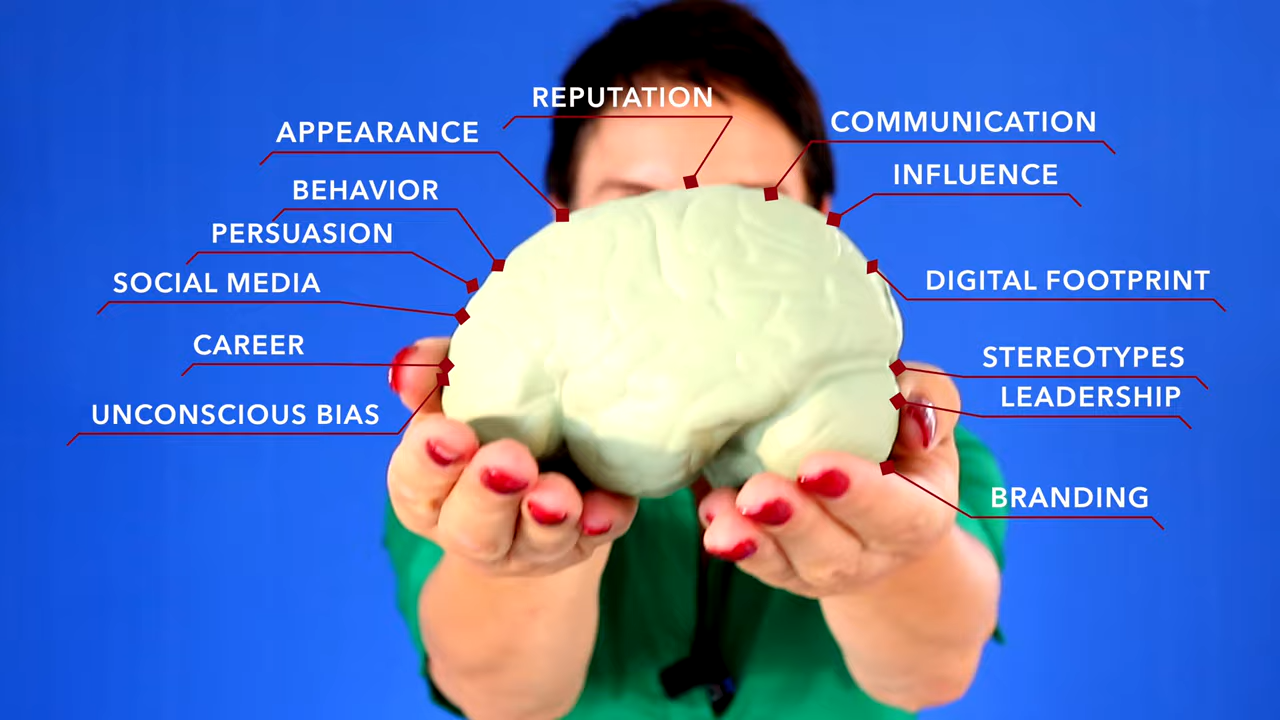 REPUTATION
APPEARANCE
BEHAVIOR
PERSUASION
SOCIAL MEDIA
CAREER
UNCONSCIOUS BIAS
COMMUNICATION
INFLUENCE
DIGITAL FOOTPRINT
STEREOTYPES
LEADERSHIP
BRANDING